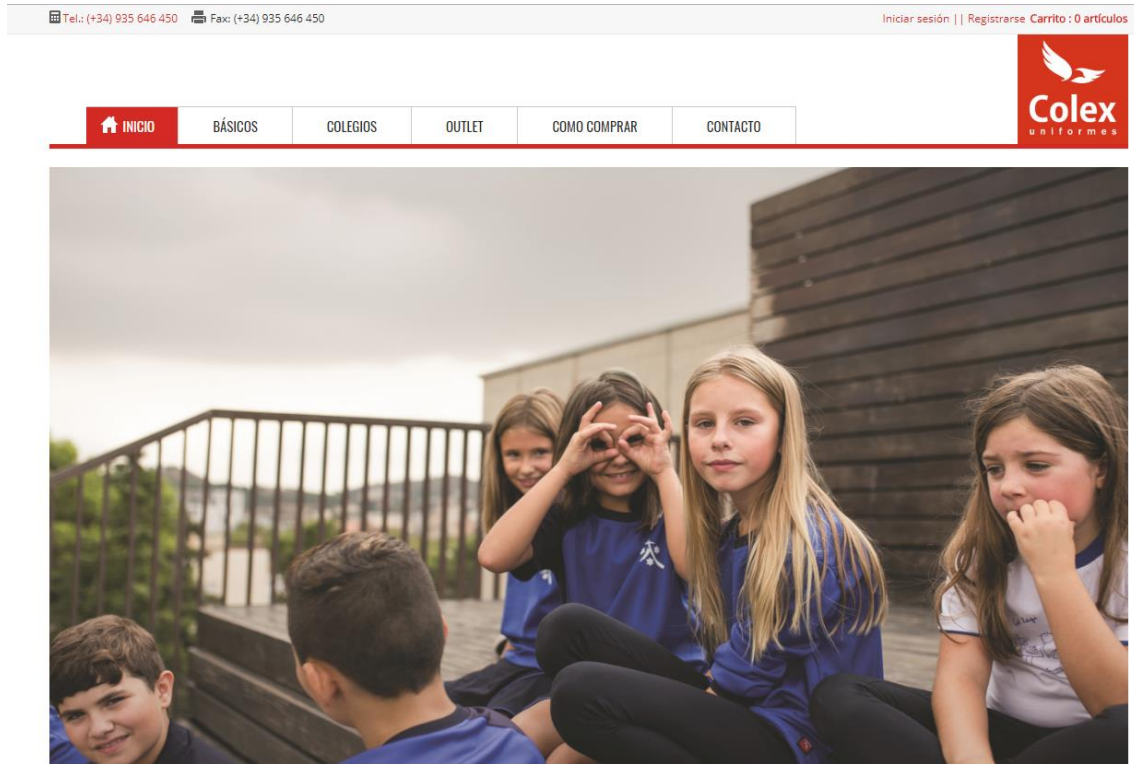 Tel.: (+34) 935 646 450 Fax: (+34) 935 646 450 Iniciar sesión || Registrarse Carrito : 0 artículos
Colex
uniformes
INICIO BÁSICOS COLEGIOS OUTLET COMO COMPRAR CONTACTO